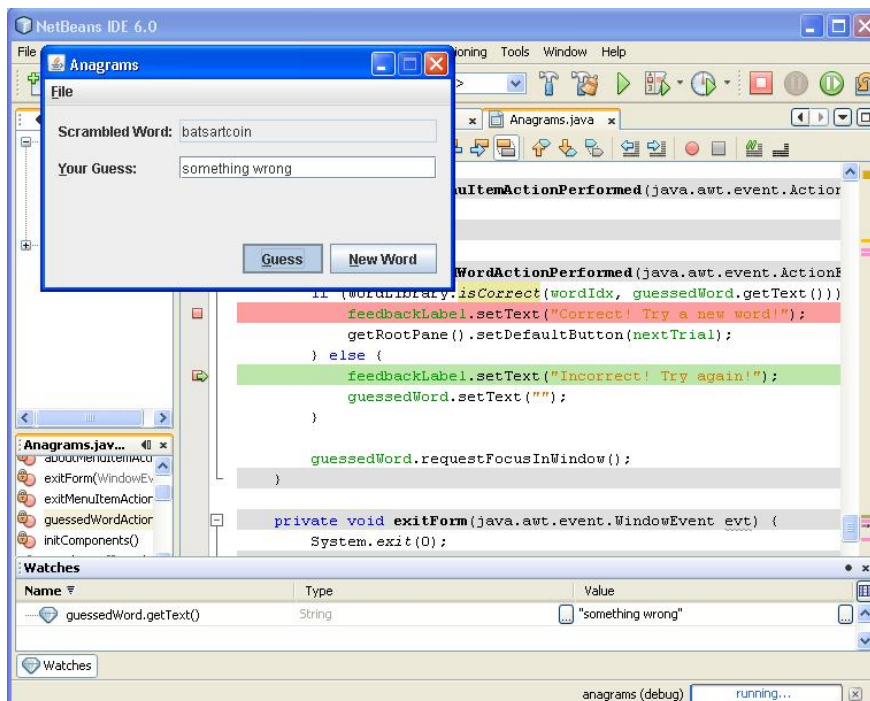 NetBeans IDE 6.0
File
ioning Tools Window Help
Anagrams
File
Scrambled Word: batsartcoin
Your Guess: something wrong
Guess New Word
Anagrams.java
uItemActionPerformed(java.awt.event.Action
WordActionPerformed(java.awt.event.ActionE
if (wordLibrary.isCorrect(wordIdx, guessedWord.getText()))
feedbackLabel.setText("Correct! Try a new word!");
getRootPane().setDefaultButton(nextTrial);
} else {
feedbackLabel.setText("Incorrect! Try again!");
guessedWord.setText("");
}
guessedWord.requestFocusInWindow();
}
private void exitForm(java.awt.event.WindowEvent evt) {
System.exit(0);
Anagrams.jav...
aboutMenuItemActi
exitForm(WindowEv
exitMenuItemAction
guessedWordAction
initComponents()
Watches
Name Type Value
guessedWord.getText() String ... "something wrong" ...
Watches
anagrams (debug) running...